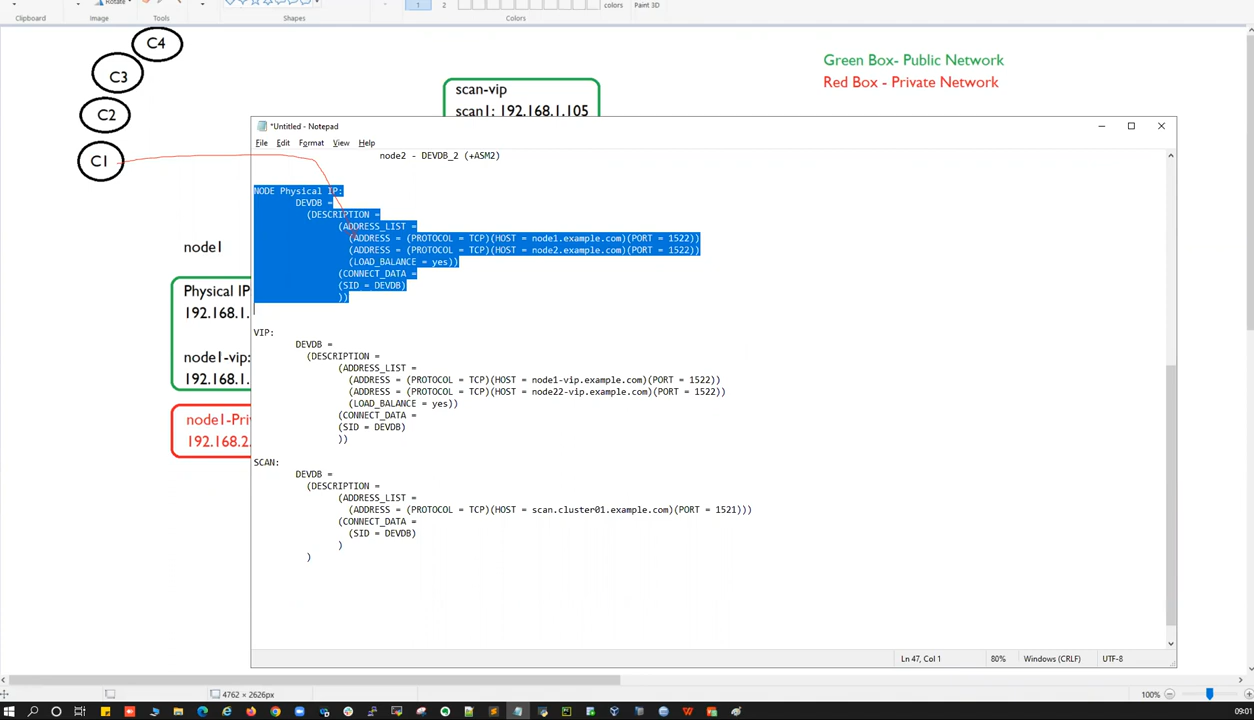 Rotate
Clipboard
Image
Tools
Shapes
1
2
Colors
colors
Paint 3D
C4
C3
C2
C1
scan-vip
scan1: 192.168.1.105
Green Box- Public Network
Red Box - Private Network
node1
Physical IP
192.168.1.
node1-vip:
192.168.1.
node1-Pri
192.168.2.
*Untitled - Notepad
File Edit Format View Help
node2 - DEVDB_2 (+ASM2)
NODE Physical IP:
DEVDB =
(DESCRIPTION =
(ADDRESS_LIST =
(ADDRESS = (PROTOCOL = TCP)(HOST = node1.example.com)(PORT = 1522))
(ADDRESS = (PROTOCOL = TCP)(HOST = node2.example.com)(PORT = 1522))
(LOAD_BALANCE = yes))
(CONNECT_DATA =
(SID = DEVDB)
))
VIP:
DEVDB =
(DESCRIPTION =
(ADDRESS_LIST =
(ADDRESS = (PROTOCOL = TCP)(HOST = node1-vip.example.com)(PORT = 1522))
(ADDRESS = (PROTOCOL = TCP)(HOST = node22-vip.example.com)(PORT = 1522))
(LOAD_BALANCE = yes))
(CONNECT_DATA =
(SID = DEVDB)
))
SCAN:
DEVDB =
(DESCRIPTION =
(ADDRESS_LIST =
(ADDRESS = (PROTOCOL = TCP)(HOST = scan.cluster01.example.com)(PORT = 1521)))
(CONNECT_DATA =
(SID = DEVDB)
)
)
Ln 47, Col 1
80%
Windows (CRLF)
UTF-8
4762 × 2626px
100%
09:01